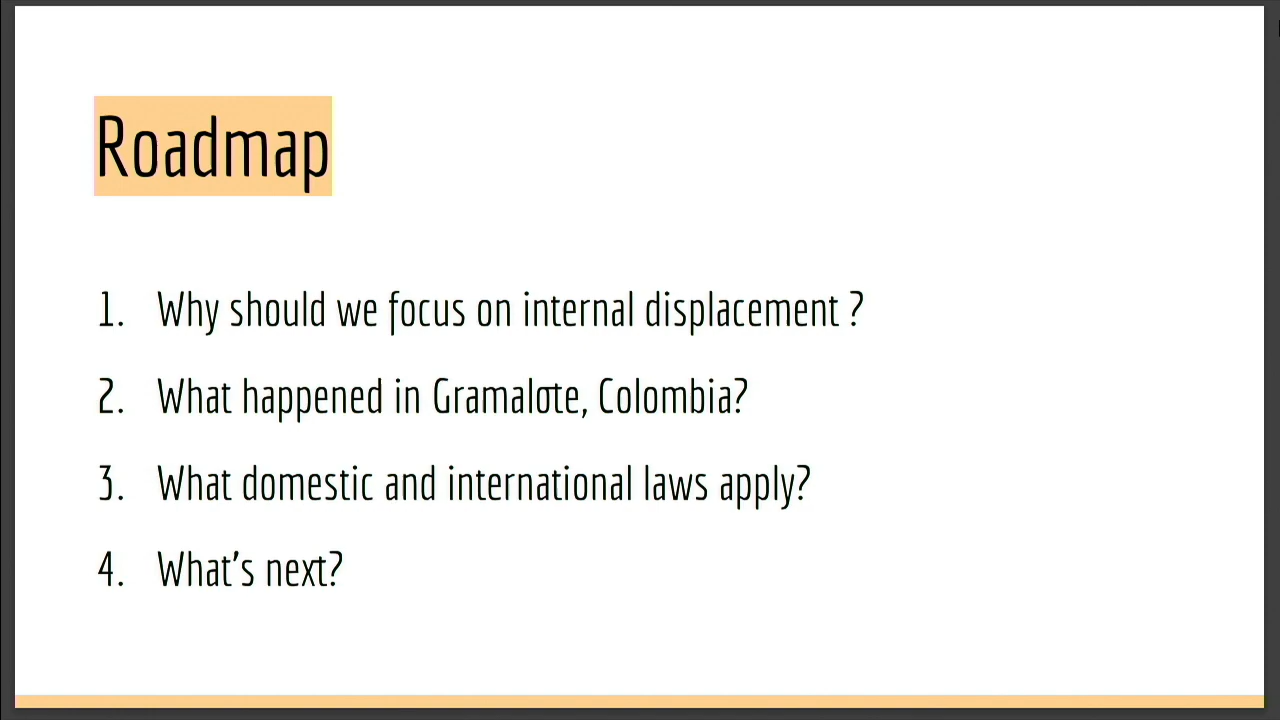 Roadmap
1. Why should we focus on internal displacement ?
2. What happened in Gramalote, Colombia?
3. What domestic and international laws apply?
4. What's next?